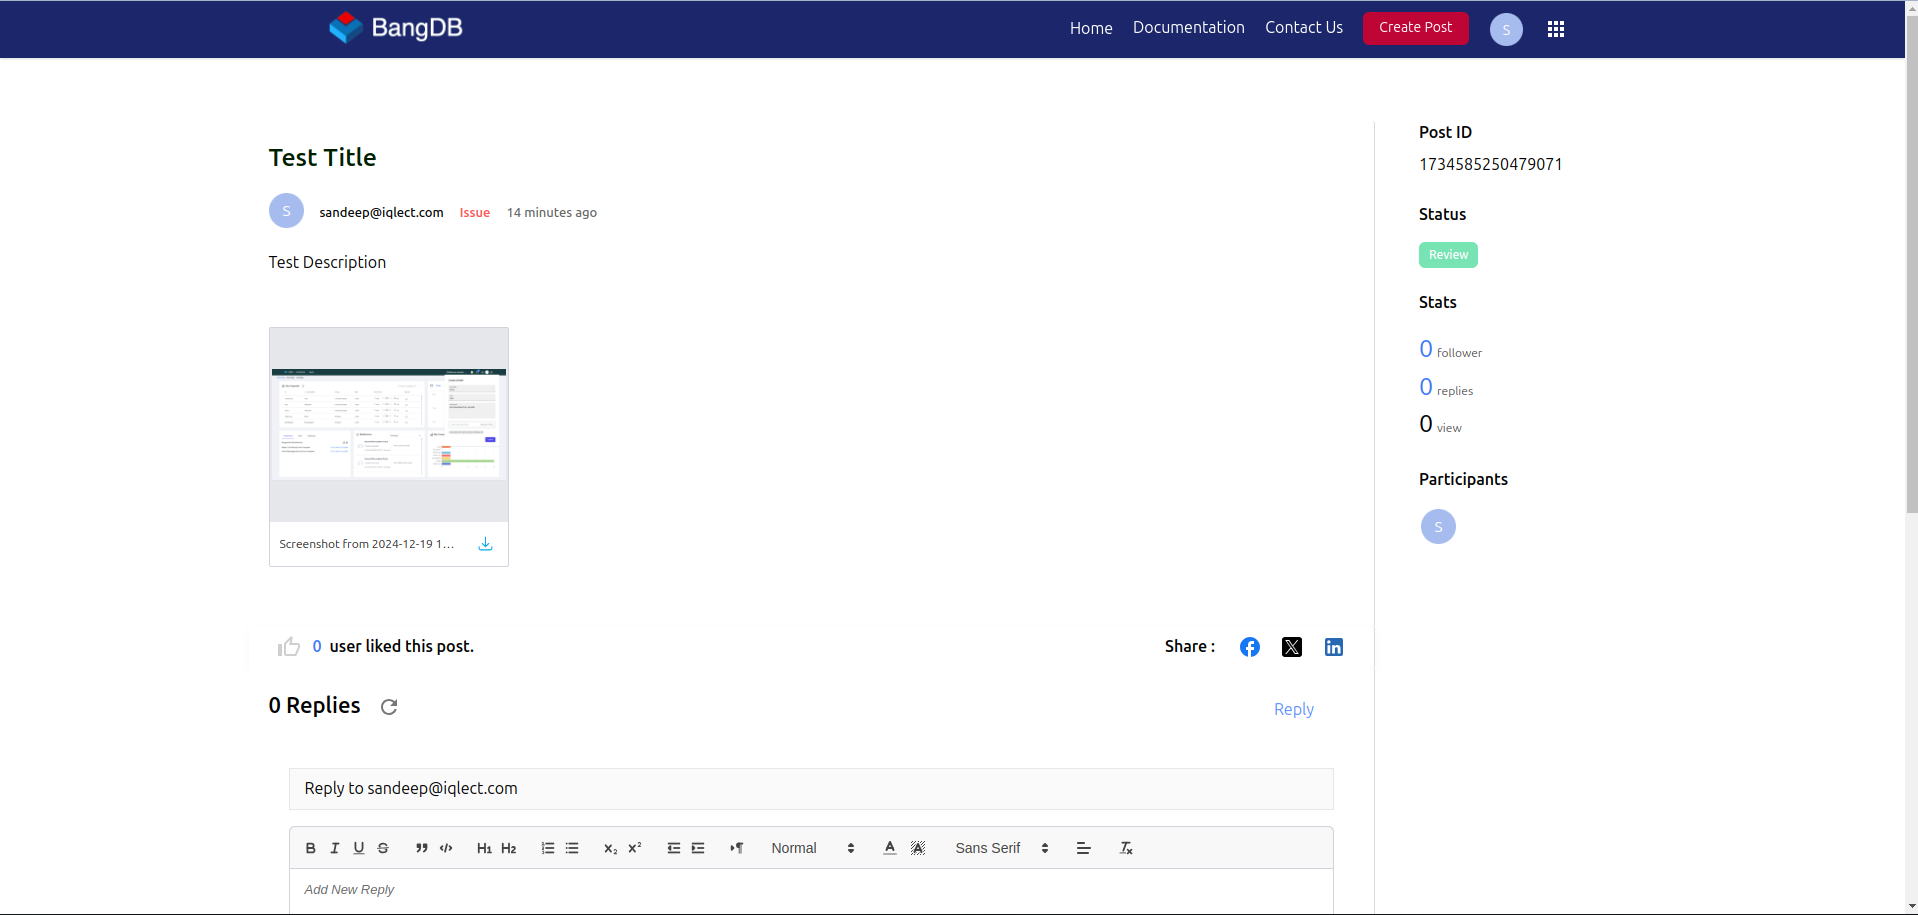 BangDB
Home Documentation Contact Us Create Post S
Test Title
S sandeep@iqlect.com Issue 14 minutes ago
Test Description
Screenshot from 2024-12-19 1...
0 user liked this post.
Share :
0 Replies
Reply
Reply to sandeep@iqlect.com
B I U S H1 H2 X2 X2 Normal A A Sans Serif Tx
Add New Reply
Post ID
1734585250479071
Status
Review
Stats
0 follower
0 replies
0 view
Participants
S